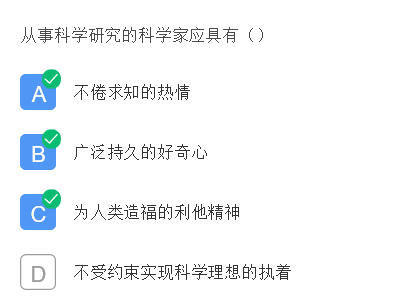 从事科学研究的科学家应具有（）
A 不倦求知的热情
B 广泛持久的好奇心
C 为人类造福的利他精神
D 不受约束实现科学理想的执着